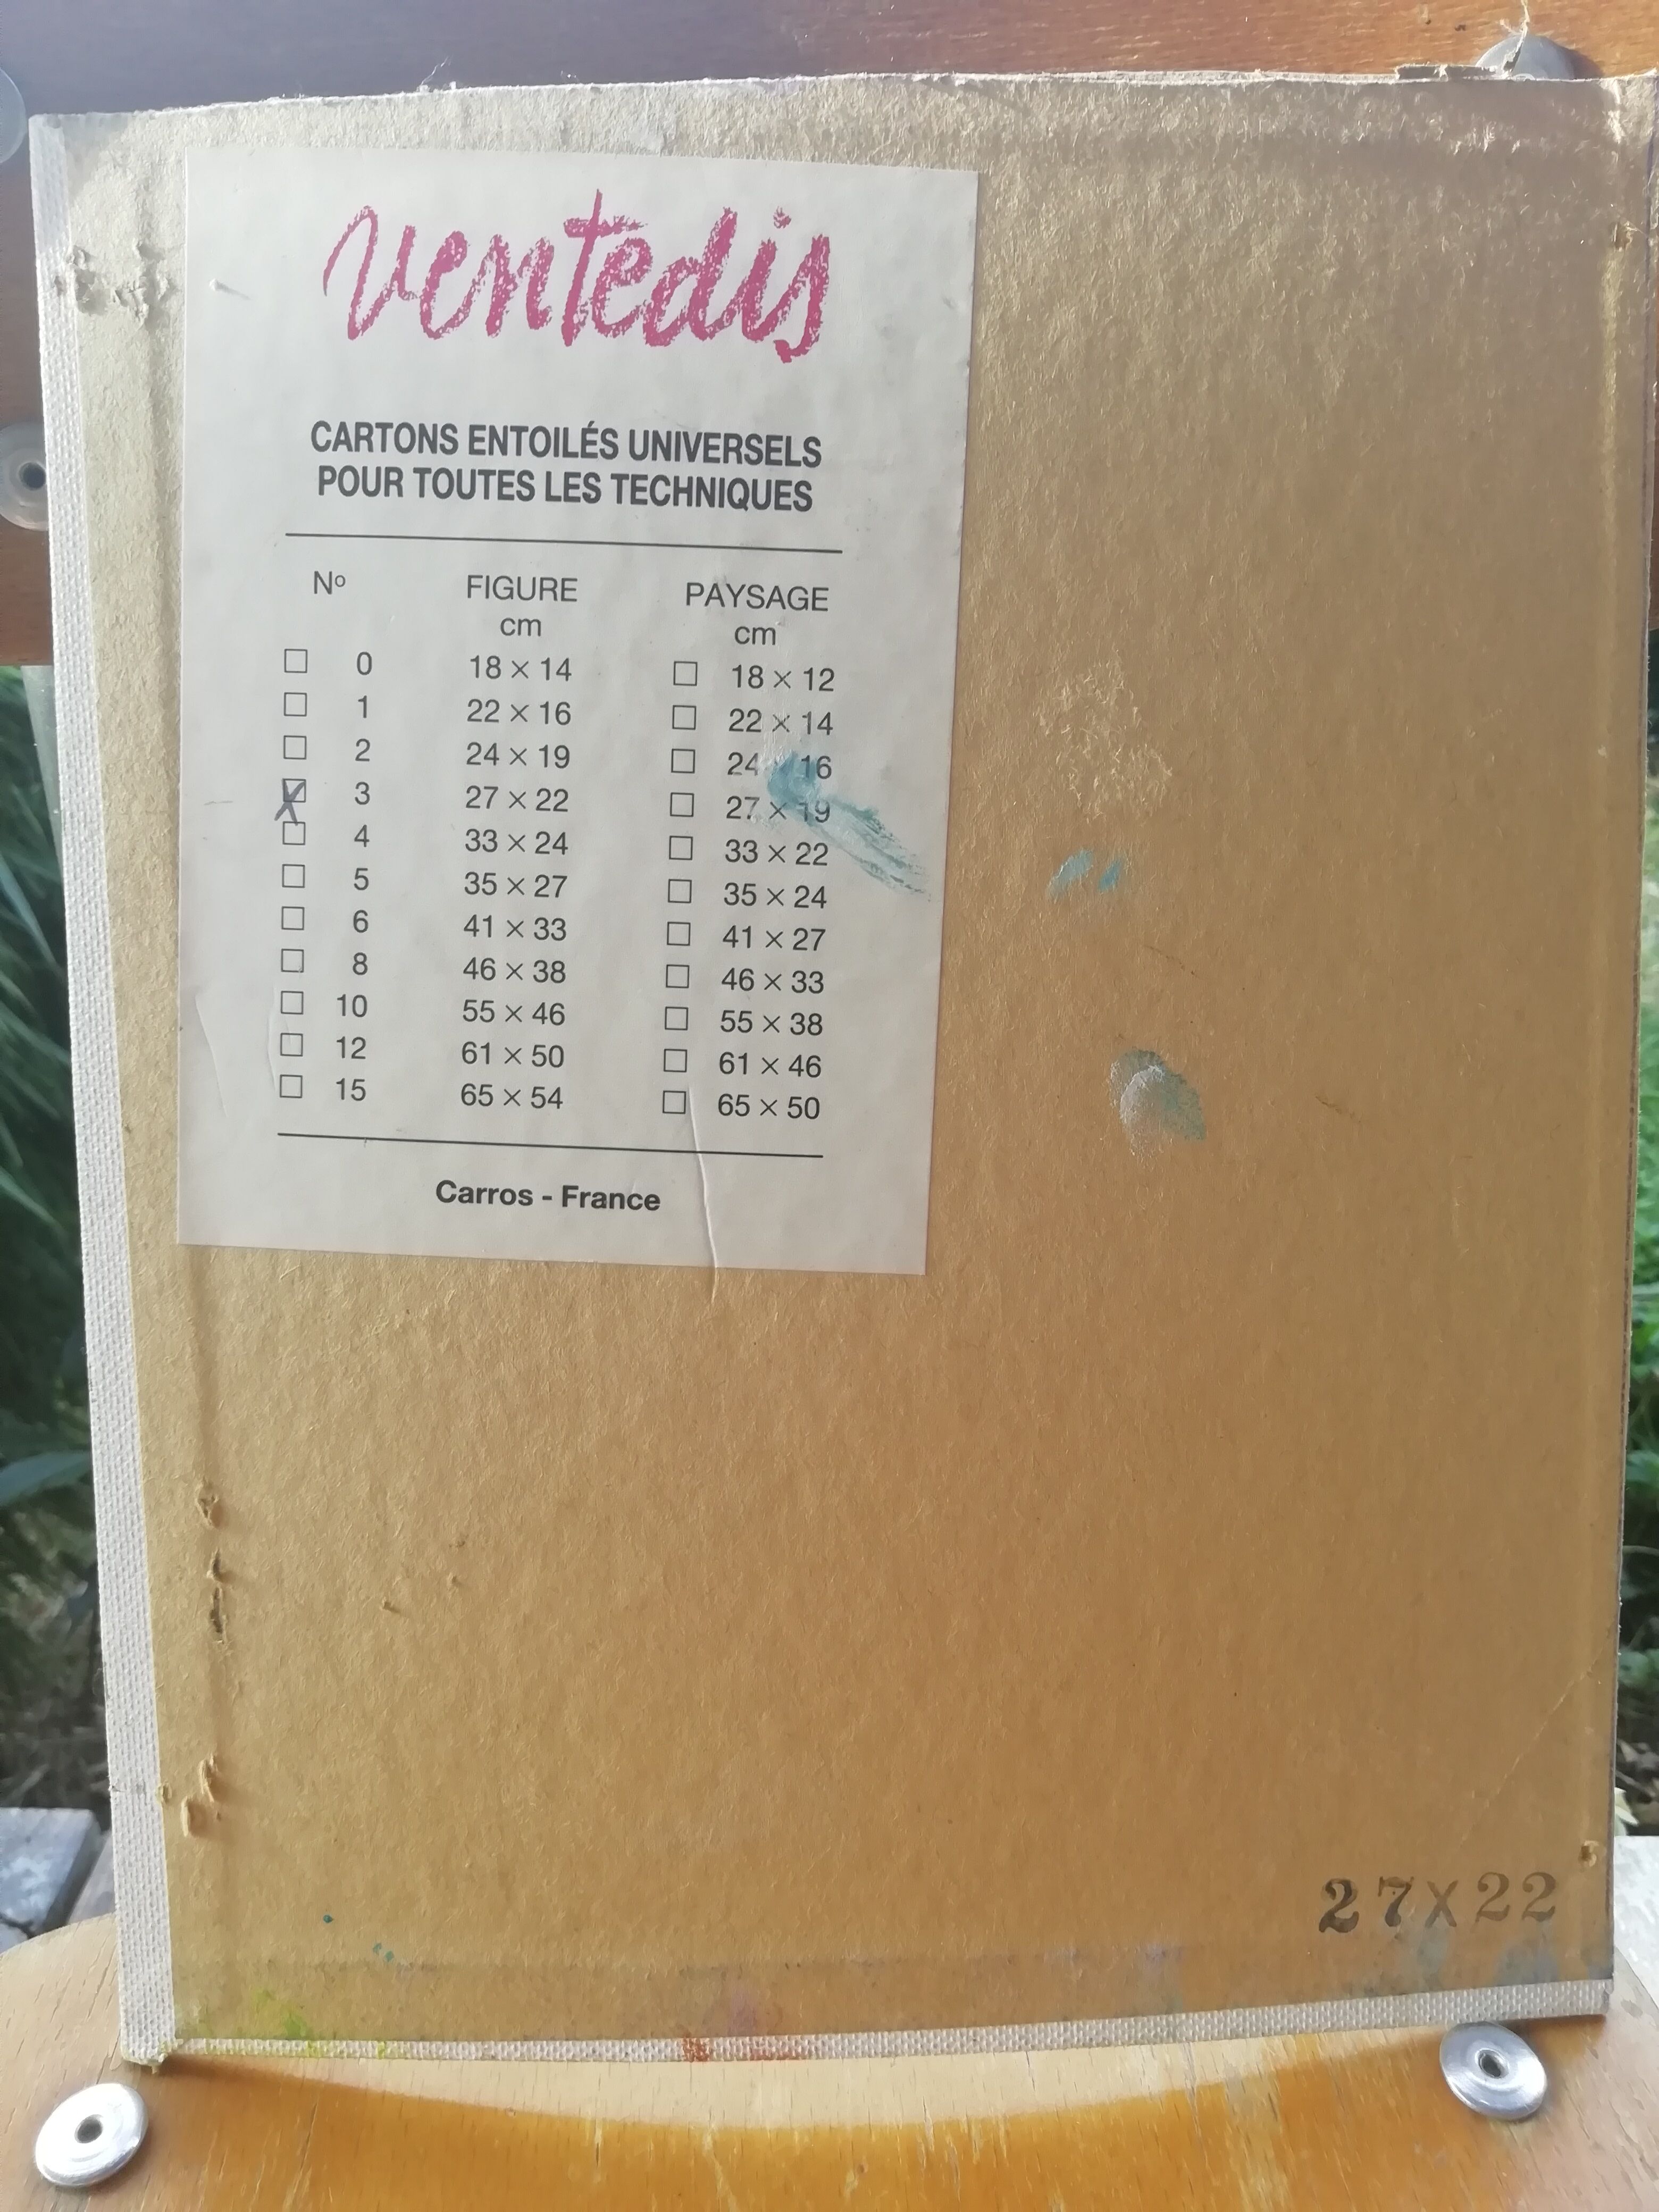 ventedis
CARTONS ENTOILÉS UNIVERSELS
POUR TOUTES LES TECHNIQUES
Nº FIGURE PAYSAGE
cm cm
☐ 0 18 × 14 ☐ 18 × 12
☐ 1 22 × 16 ☐ 22 × 14
☐ 2 24 × 19 ☐ 24 16
☒ 3 27 × 22 ☐ 27 × 19
☐ 4 33 × 24 ☐ 33 × 22
☐ 5 35 × 27 ☐ 35 × 24
☐ 6 41 × 33 ☐ 41 × 27
☐ 8 46 × 38 ☐ 46 × 33
☐ 10 55 × 46 ☐ 55 × 38
☐ 12 61 × 50 ☐ 61 × 46
☐ 15 65 × 54 ☐ 65 × 50
Carros - France
27X22